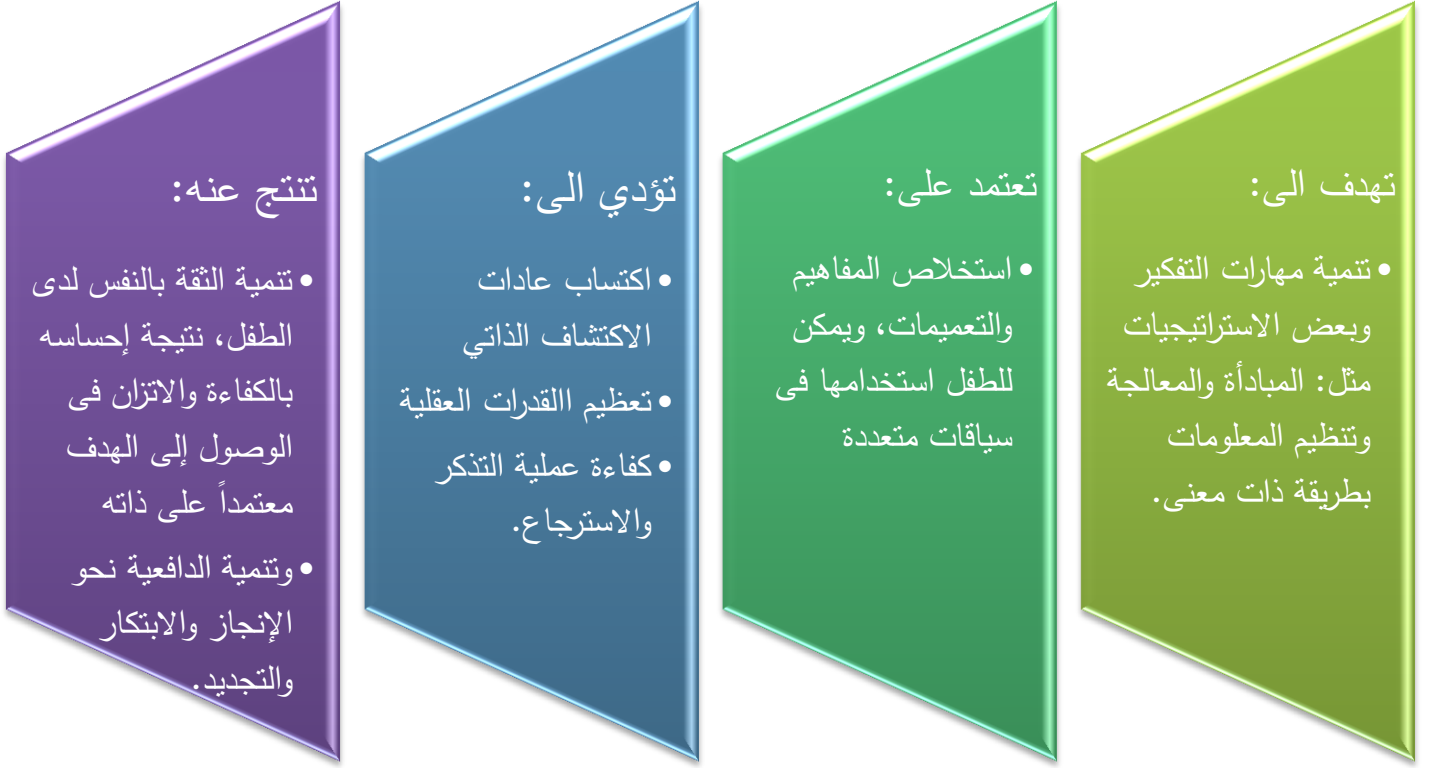 تهدف الى:
• تتمية مهارات التفكير
وبعض الاستراتيجيات
مثل: المبادأة والمعالجة
وتنظيم المعلومات
بطريقة ذات معنى.
تعتمد على:
• استخلاص المفاهيم
والتعميمات، ويمكن
للطفل استخدامها فى
سياقات متعددة
تؤدي الى:
• اكتساب عادات
الاكتشاف الذاتي
• تعظيم االقدرات العقلية
• كفاءة عملية التذكر
والاسترجاع.
تنتج عنه:
• تتمية الثقة بالنفس لدى
الطفل، نتيجة إحساسه
بالكفاءة والاتزان فى
الوصول إلى الهدف
معتمداً على ذاته
• وتنمية الدافعية نحو
الإنجاز والابتكار
والتجديد.